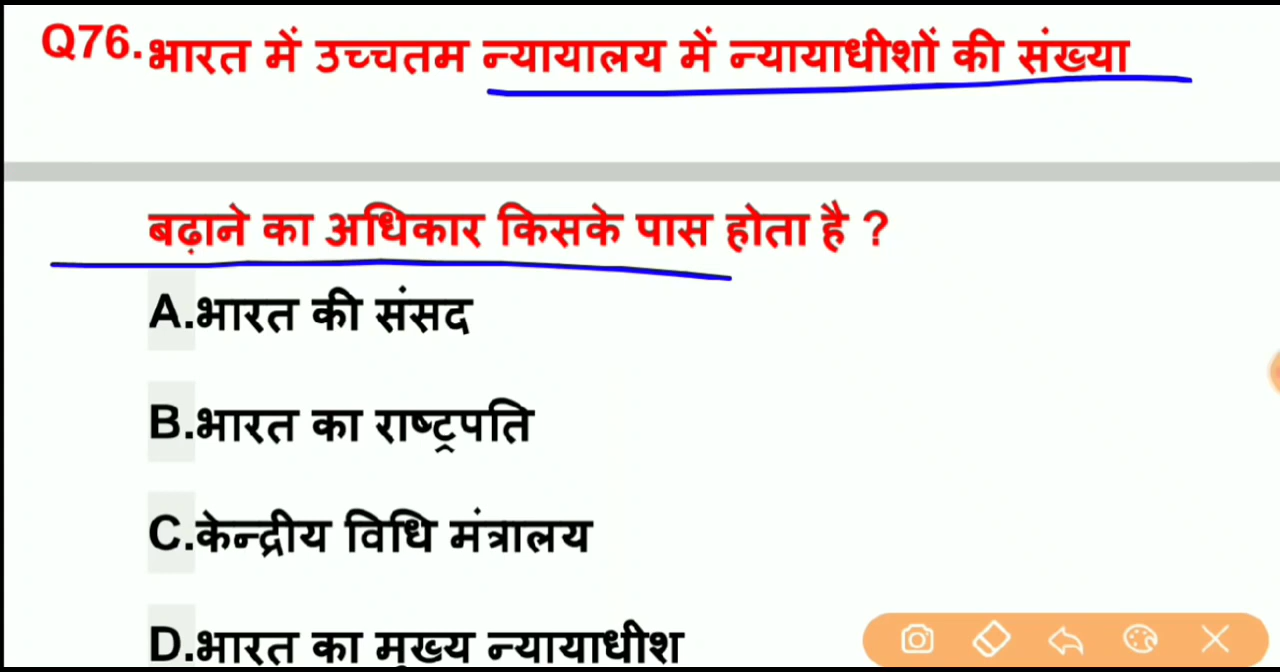 Q76.भारत में उच्चतम न्यायालय में न्यायाधीशों की संख्या
बढ़ाने का अधिकार किसके पास होता है ?
A.भारत की संसद
B.भारत का राष्ट्रपति
C.केन्द्रीय विधि मंत्रालय
D.भारत का मुख्य न्यायाधीश